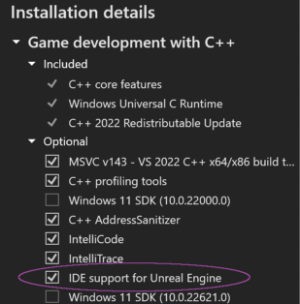 Installation details
Game development with C++
Included
C++ core features
Windows Universal C Runtime
C++ 2022 Redistributable Update
Optional
MSVC v143 - VS 2022 C++ x64/x86 build t...
C++ profiling tools
Windows 11 SDK (10.0.22000.0)
C++ AddressSanitizer
IntelliCode
IntelliTrace
IDE support for Unreal Engine
Windows 11 SDK (10.0.22621.0)